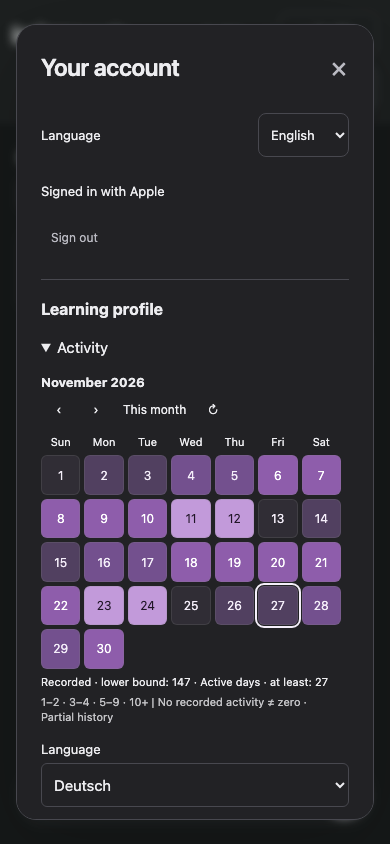 Your account
×
Language
English
Signed in with Apple
Sign out
Learning profile
▼ Activity
November 2026
‹ › This month ↻
Sun Mon Tue Wed Thu Fri Sat
1 2 3 4 5 6 7
8 9 10 11 12 13 14
15 16 17 18 19 20 21
22 23 24 25 26 27 28
29 30
Recorded · lower bound: 147 · Active days · at least: 27
1–2 · 3–4 · 5–9 · 10+ | No recorded activity ≠ zero ·
Partial history
Language
Deutsch